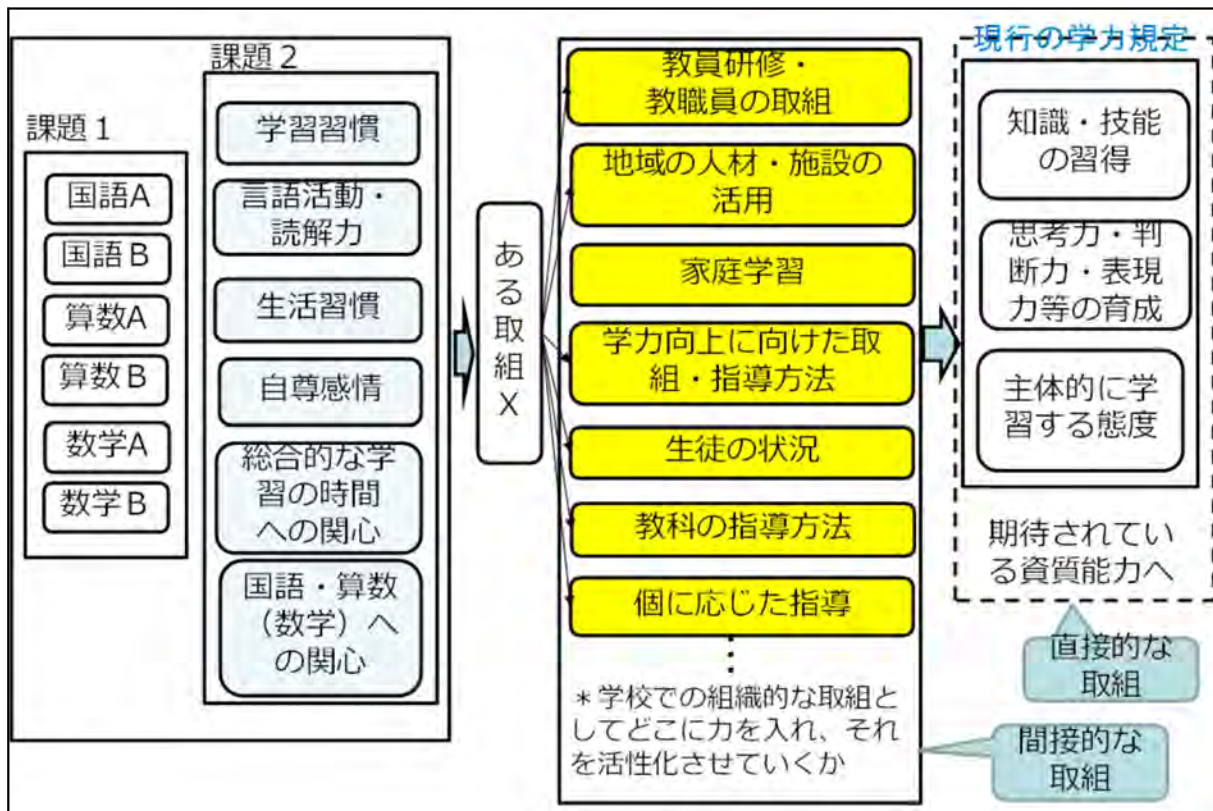 課題１
国語A
国語Ｂ
算数A
算数Ｂ
数学A
数学Ｂ
課題２
学習習慣
言語活動・
読解力
生活習慣
自尊感情
総合的な学
習の時間
への関心
国語・算数
（数学）へ
の関心
ある取組X
教員研修・
教職員の取組
地域の人材・施設の
活用
家庭学習
学力向上に向けた取
組・指導方法
生徒の状況
教科の指導方法
個に応じた指導
⋮
＊学校での組織的な取組と
してどこに力を入れ、それ
を活性化させていくか
現行の学力規定
知識・技能
の習得
思考力・判
断力・表現
力等の育成
主体的に学
習する態度
期待されてい
る資質能力へ
直接的な
取組
間接的な
取組